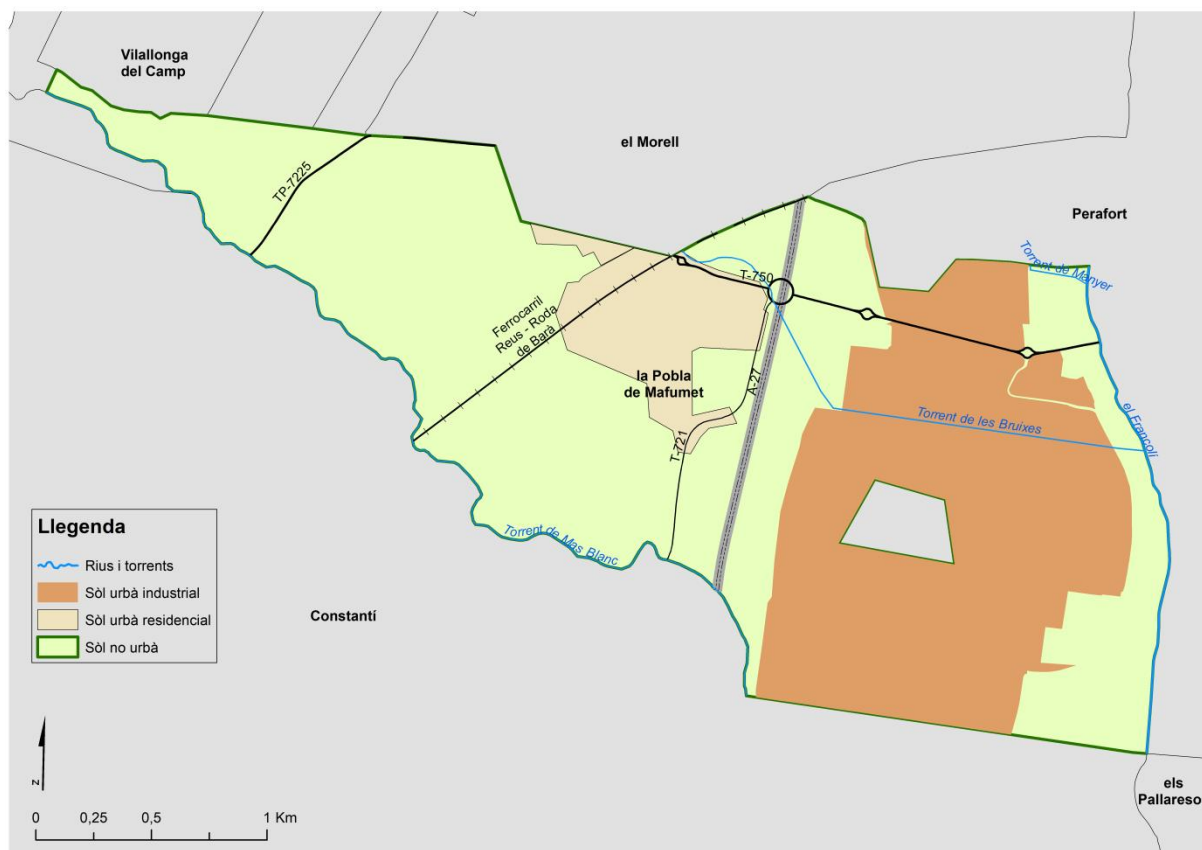 Vilallonga
del Camp
el Morell
Perafort
TP-7225
T-750
Torrent de Manyer
Ferrocarril
Reus - Roda
de Barà
la Pobla
de Mafumet
A-27
T-721
Torrent de les Bruixes
el Francolí
Torrent de Mas Blanc
Constantí
els
Pallareso
Llegenda
Rius i torrents
Sòl urbà industrial
Sòl urbà residencial
Sòl no urbà
z
0 0,25 0,5 1 Km